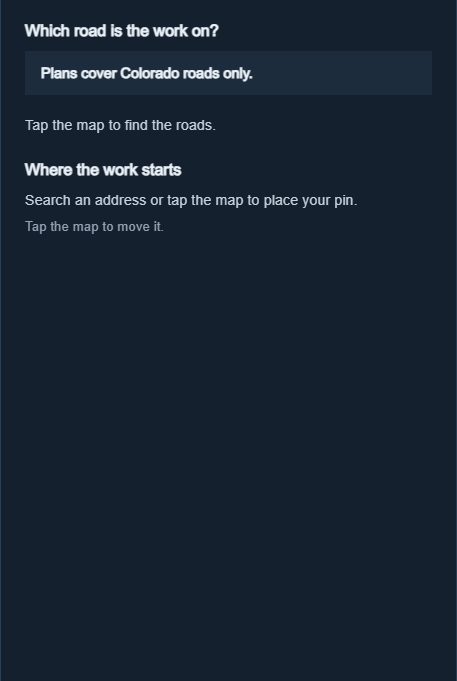 Which road is the work on?
Plans cover Colorado roads only.
Tap the map to find the roads.
Where the work starts
Search an address or tap the map to place your pin.
Tap the map to move it.